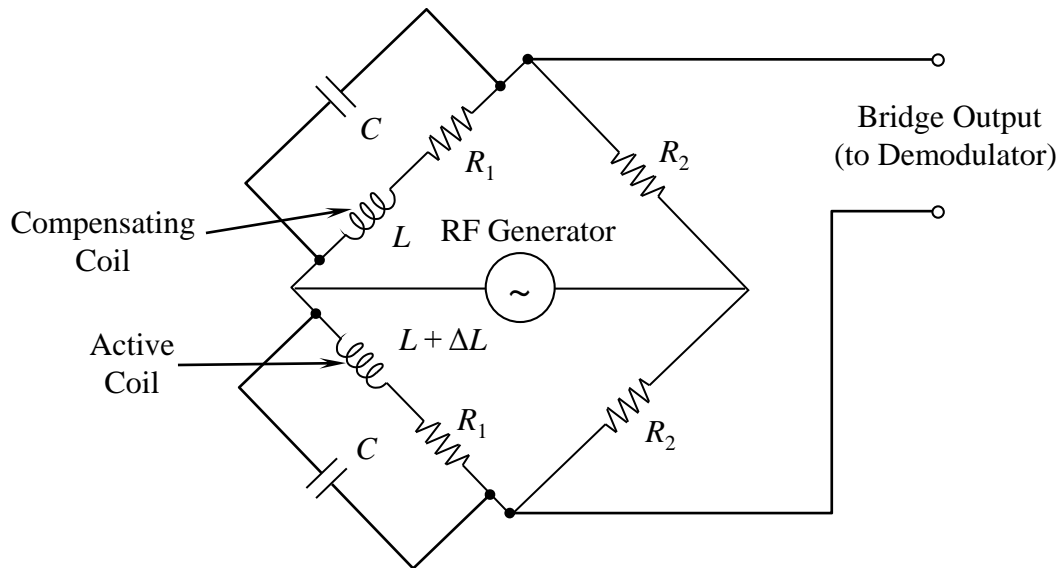 C
R₁
R₂
Bridge Output
(to Demodulator)
Compensating
Coil
L
RF Generator
~
Active
Coil
L + ΔL
R₁
R₂
C